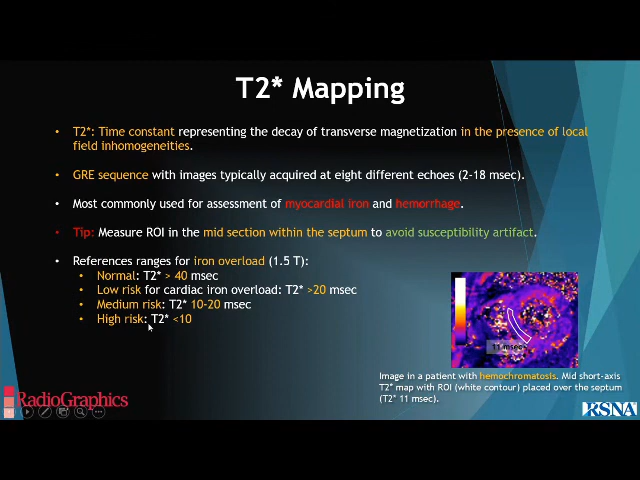 T2* Mapping
• T2*: Time constant representing the decay of transverse magnetization in the presence of local
field inhomogeneities.
• GRE sequence with images typically acquired at eight different echoes (2-18 msec).
• Most commonly used for assessment of myocardial iron and hemorrhage.
• Tip: Measure ROI in the mid section within the septum to avoid susceptibility artifact.
• References ranges for iron overload (1.5 T):
• Normal: T2* > 40 msec
• Low risk for cardiac iron overload: T2* >20 msec
• Medium risk: T2* 10-20 msec
• High risk: T2* <10
11 msec
Image in a patient with hemochromatosis. Mid short-axis
T2* map with ROI (white contour) placed over the septum
(T2* 11 msec).
RadioGraphics
RSNA